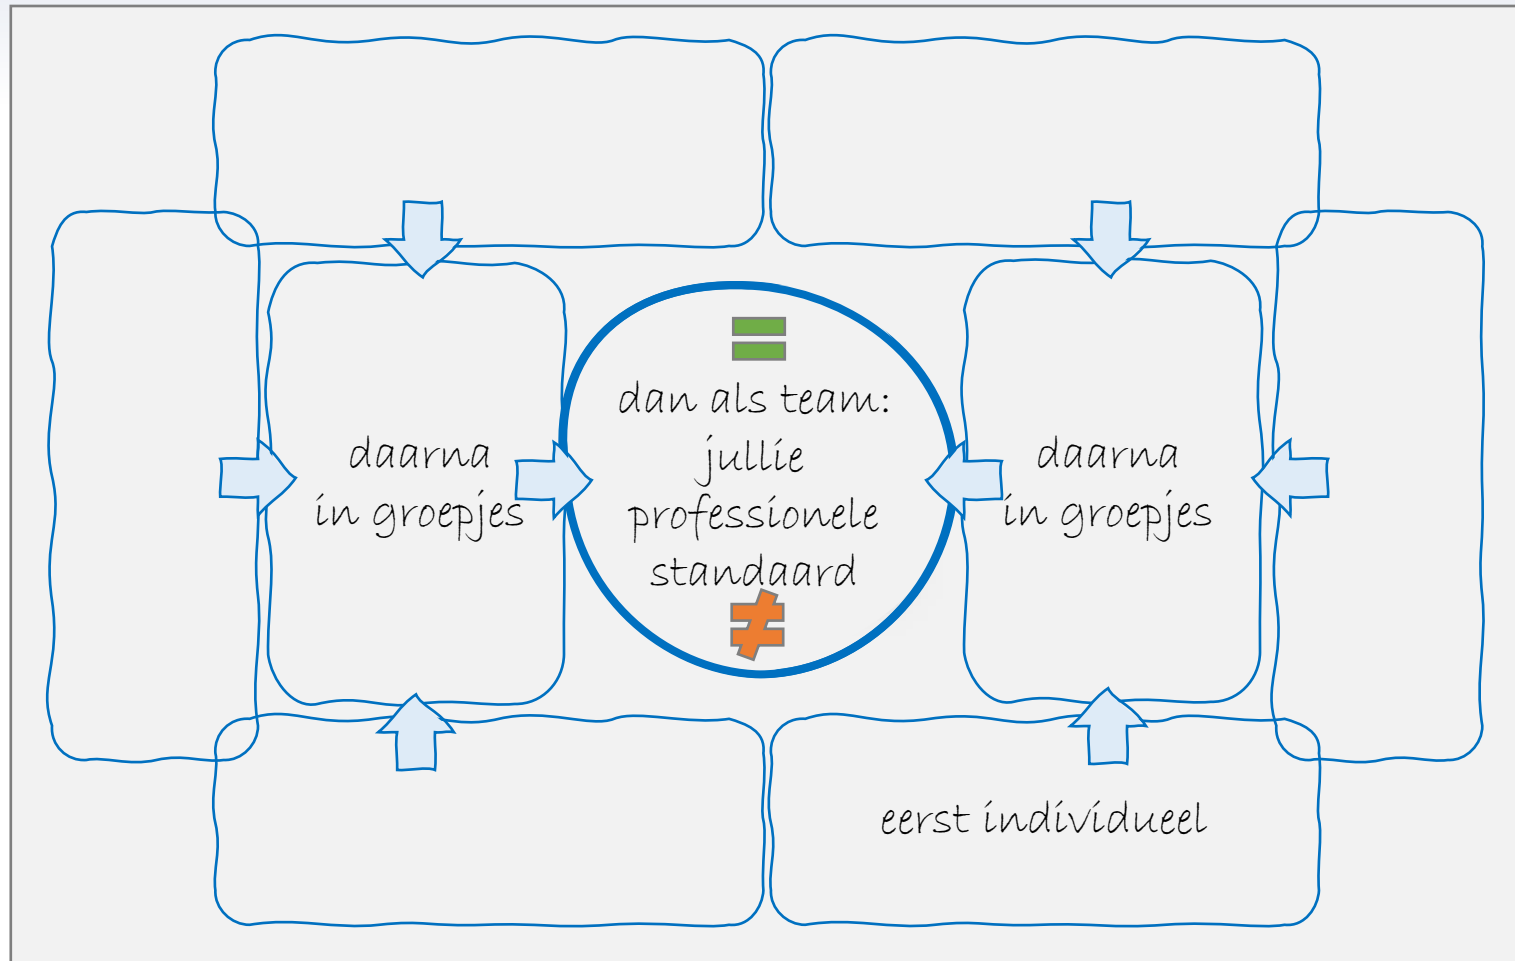 dan als team:
jullie
professionele
standaard
daarna
in groepjes
daarna
in groepjes
eerst individueel